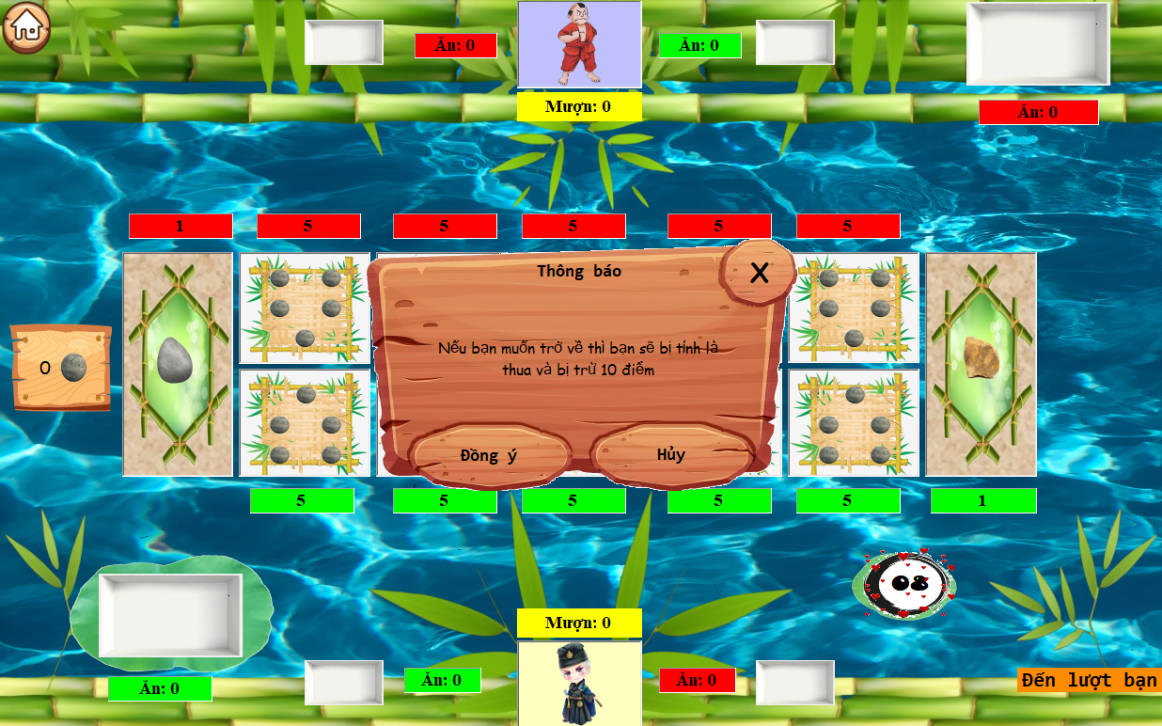 Ăn: 0
Ăn: 0
Mượn: 0
Ăn: 0
1
5
5
5
5
5
Thông báo
X
Nếu bạn muốn trở về thì bạn sẽ bị tính là
thua và bị trừ 10 điểm
0
Đồng ý
Hủy
5
5
5
5
5
1
Mượn: 0
Ăn: 0
Ăn: 0
Ăn: 0
02
Đến lượt bạn